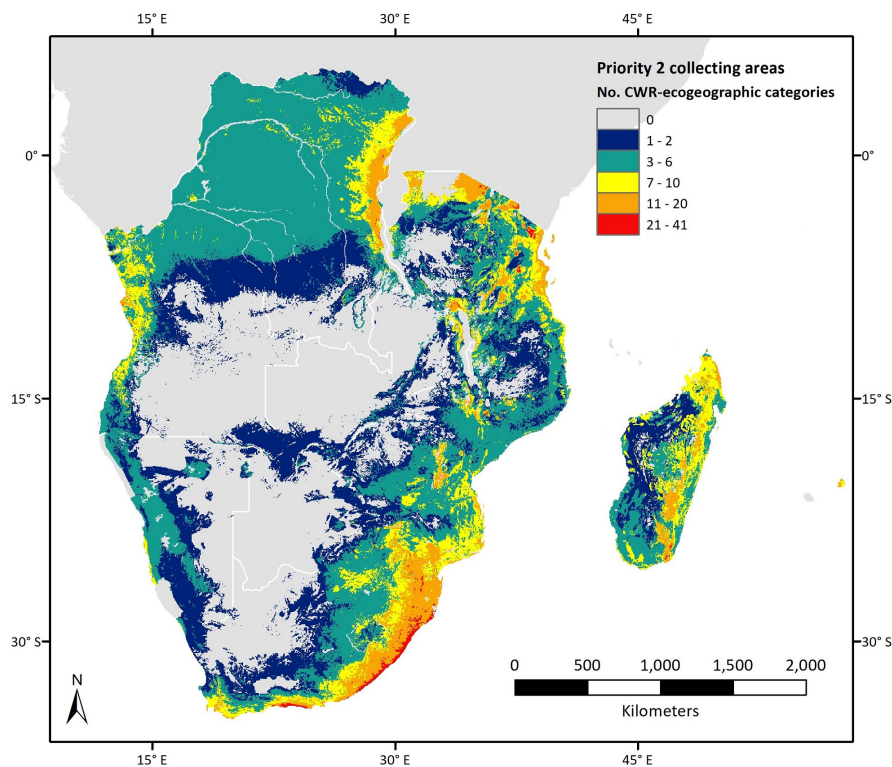 15° E 30° E 45° E
Priority 2 collecting areas
No. CWR-ecogeographic categories
0
1 - 2
3 - 6
7 - 10
11 - 20
21 - 41
0° 0°
15° S 15° S
30° S 30° S
0 500 1,000 1,500 2,000
Kilometers
N
15° E 30° E 45° E